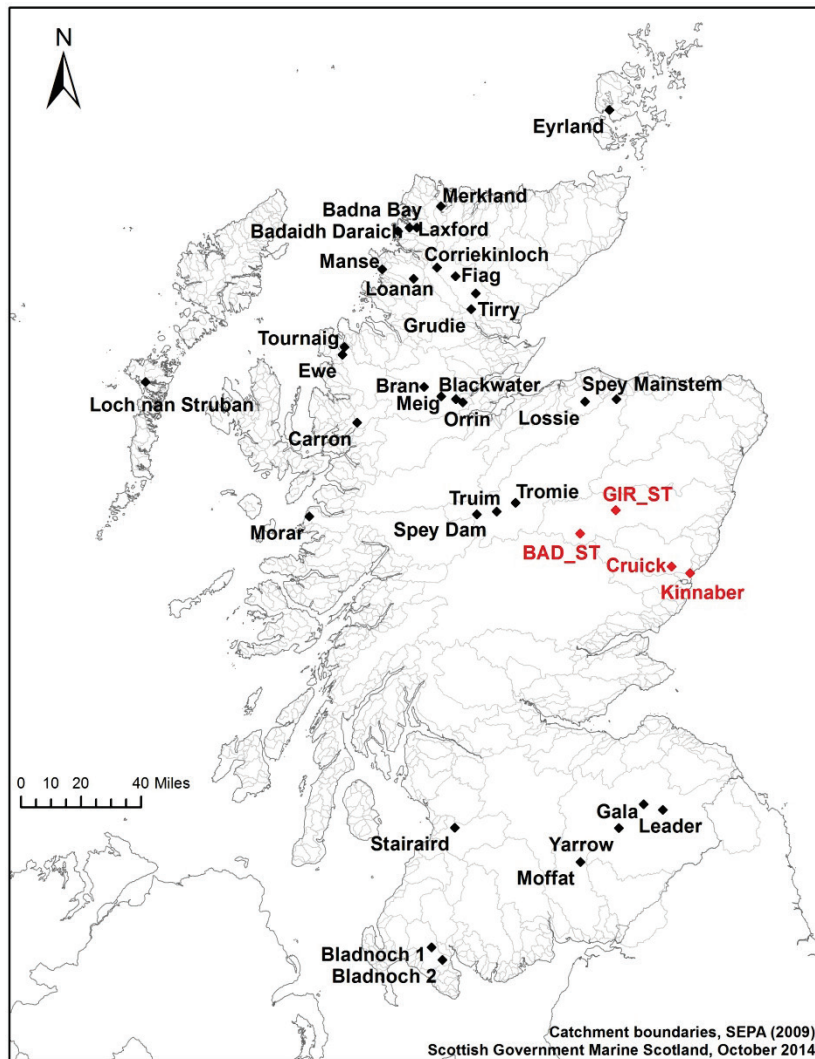 N
Eyrland
Merkland
Badna Bay
Badaidh Daraich
Laxford
Corriekinloch
Manse
Fiag
Loanan
Tirry
Grudie
Tournaig
Ewe
Bran
Blackwater
Spey Mainstem
Meig
Loch nan Struban
Orrin
Lossie
Carron
GIR_ST
Truim
Tromie
Morar
Spey Dam
BAD_ST
Cruick
Kinnaber
0 10 20 40 Miles
Gala
Leader
Stairaird
Yarrow
Moffat
Bladnoch 1
Bladnoch 2
Catchment boundaries, SEPA (2009)
Scottish Government Marine Scotland, October 2014